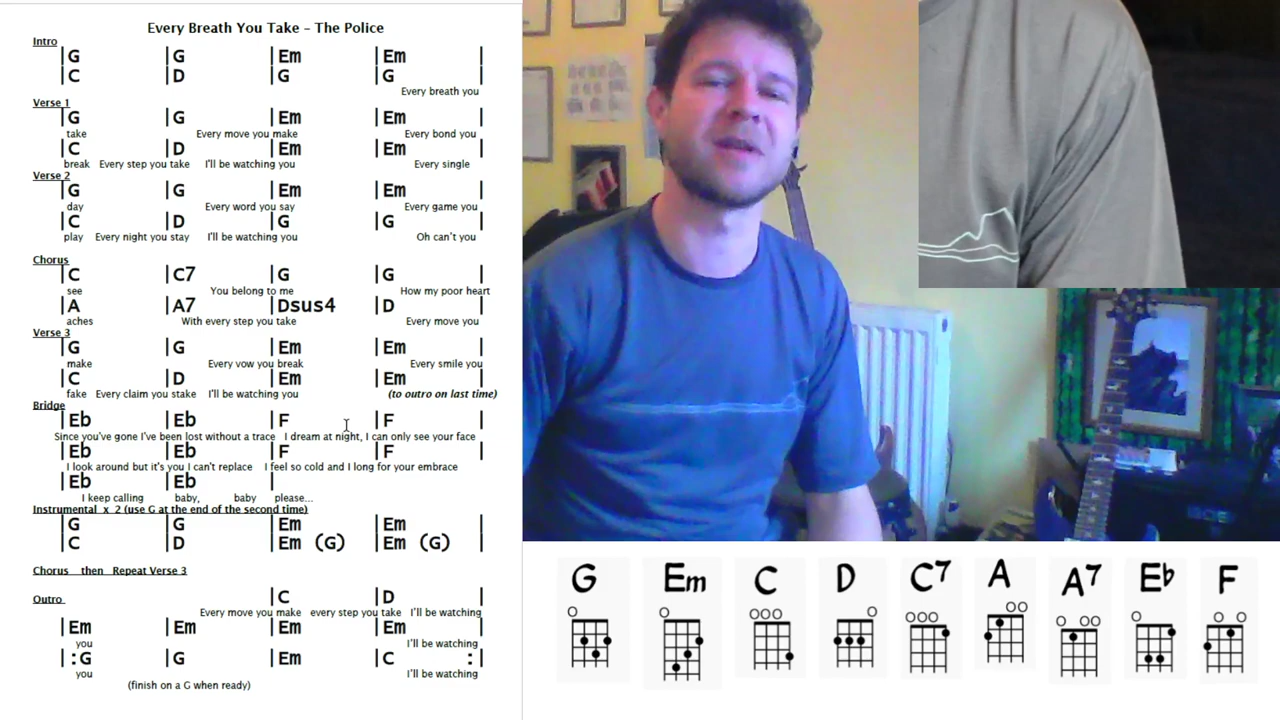 Every Breath You Take – The Police
Intro
|G |G |Em |Em |
|C |D |G |G |
Every breath you
Verse 1
|G |G |Em |Em |
take Every move you make Every bond you
|C |D |Em |Em |
break Every step you take I'll be watching you Every single
Verse 2
|G |G |Em |Em |
day Every word you say Every game you
|C |D |G |G |
play Every night you stay I'll be watching you Oh can't you
Chorus
|C |C7 |G |G |
see You belong to me How my poor heart
|A |A7 |Dsus4 |D |
aches With every step you take Every move you
Verse 3
|G |G |Em |Em |
make Every vow you break Every smile you
|C |D |Em |Em |
fake Every claim you stake I'll be watching you (to outro on last time)
Bridge
|Eb |Eb |F |F |
Since you've gone I've been lost without a trace I dream at night, I can only see your face
|Eb |Eb |F |F |
I look around but it's you I can't replace I feel so cold and I long for your embrace
|Eb |Eb |
I keep calling baby, baby please...
Instrumental x 2 (use G at the end of the second time)
|G |G |Em |Em |
|C |D |Em (G) |Em (G) |
Chorus then Repeat Verse 3
Outro |C |D |
Every move you make every step you take I'll be watching
|Em |Em |Em |Em |
you I'll be watching
|:G |G |Em |C :|
you I'll be watching
(finish on a G when ready)
G Em C D C7 A A7 Eb F